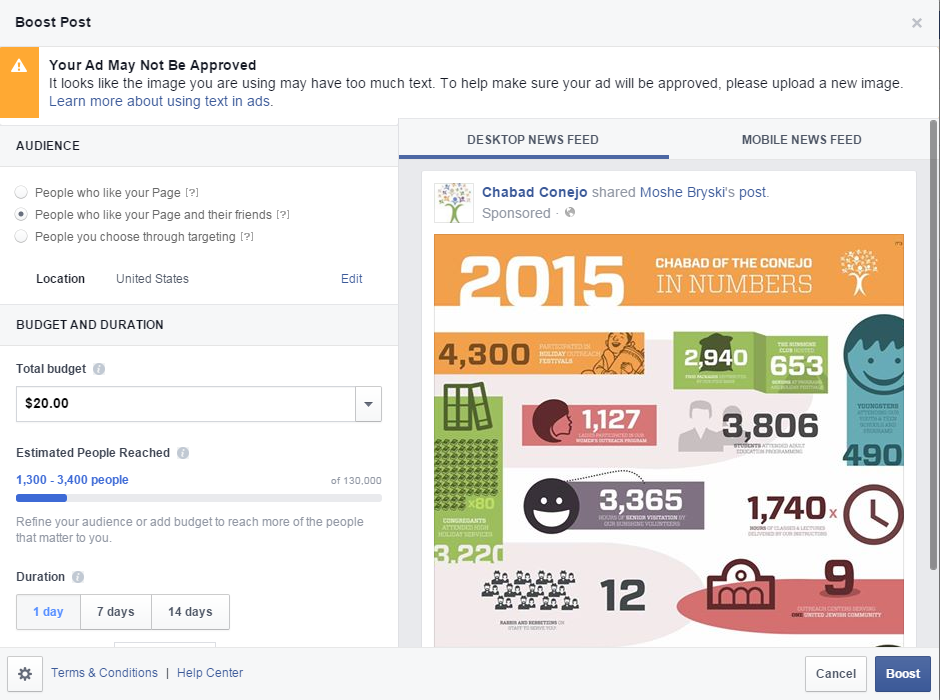 Boost Post
×
Your Ad May Not Be Approved
It looks like the image you are using may have too much text. To help make sure your ad will be approved, please upload a new image.
Learn more about using text in ads.
AUDIENCE
People who like your Page [?]
People who like your Page and their friends [?]
People you choose through targeting [?]
Location United States Edit
BUDGET AND DURATION
Total budget i
$20.00
Estimated People Reached i
1,300 - 3,400 people of 130,000
Refine your audience or add budget to reach more of the people
that matter to you.
Duration i
1 day 7 days 14 days
DESKTOP NEWS FEED MOBILE NEWS FEED
Chabad Conejo shared Moshe Bryski's post.
Sponsored ·
2015
CHABAD OF THE CONEJO
IN NUMBERS
4,300
PARTICIPATED IN
HOLIDAY OUTREACH
FESTIVALS
2,940
THE SUNSHINE
CLUB HOSTED
653
1,127
LADIES PARTICIPATED IN OUR
WOMEN'S OUTREACH PROGRAM
3,806
STUDENTS ATTENDED ADULT
EDUCATION PROGRAMMING
YOUNGSTERS
490
x80
CONGREGANTS
ATTENDED HIGH
HOLIDAY SERVICES
3,220
3,365
HOURS OF SENIOR VISITATION BY
OUR SUNSHINE VOLUNTEERS
1,740 x
HOURS OF CLASSES & LECTURES
DELIVERED BY OUR INSTRUCTORS
12
RABBIS AND REBBETZINS ON
STAFF TO SERVE YOU!
9
OUTREACH CENTERS SERVING
ONE UNITED JEWISH COMMUNITY
Terms & Conditions | Help Center
Cancel Boost